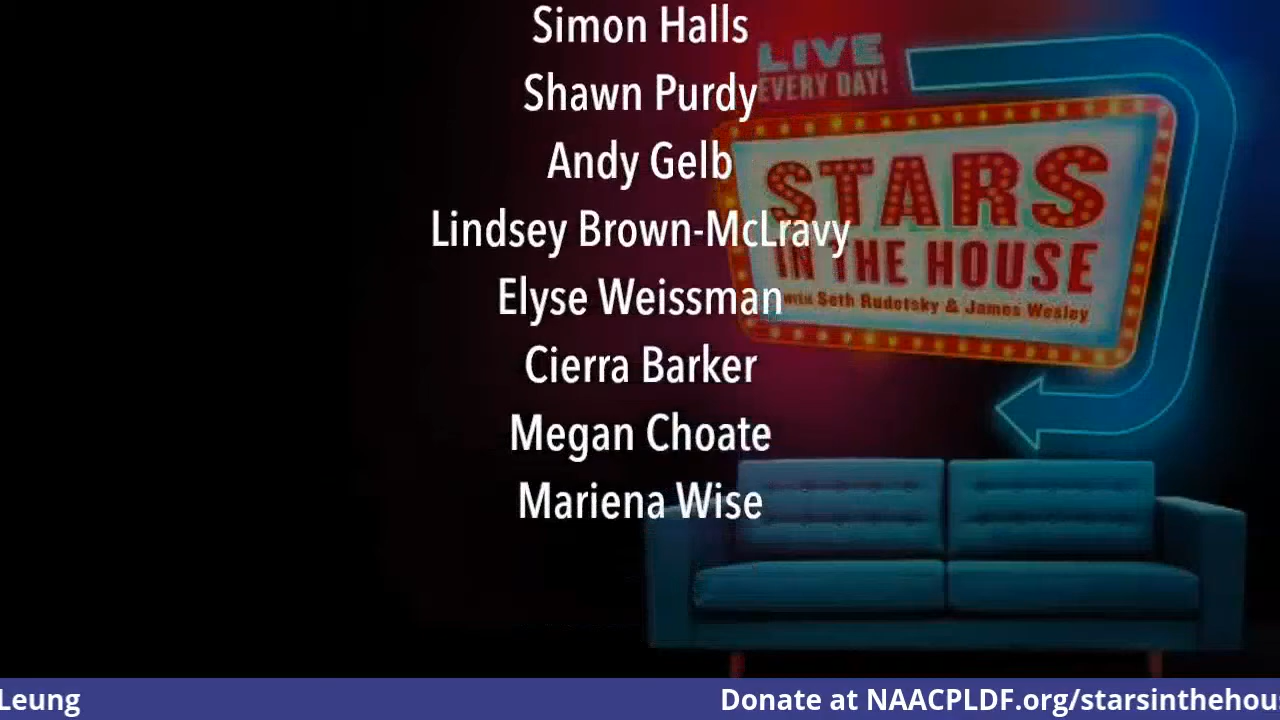 Simon Halls
Shawn Purdy
Andy Gelb
Lindsey Brown-McLravy
Elyse Weissman
Cierra Barker
Megan Choate
Mariena Wise
LIVE
EVERY DAY!
STARS
IN THE HOUSE
WITH Seth Rudetsky & James Wesley
Leung Donate at NAACPLDF.org/starsinthehous